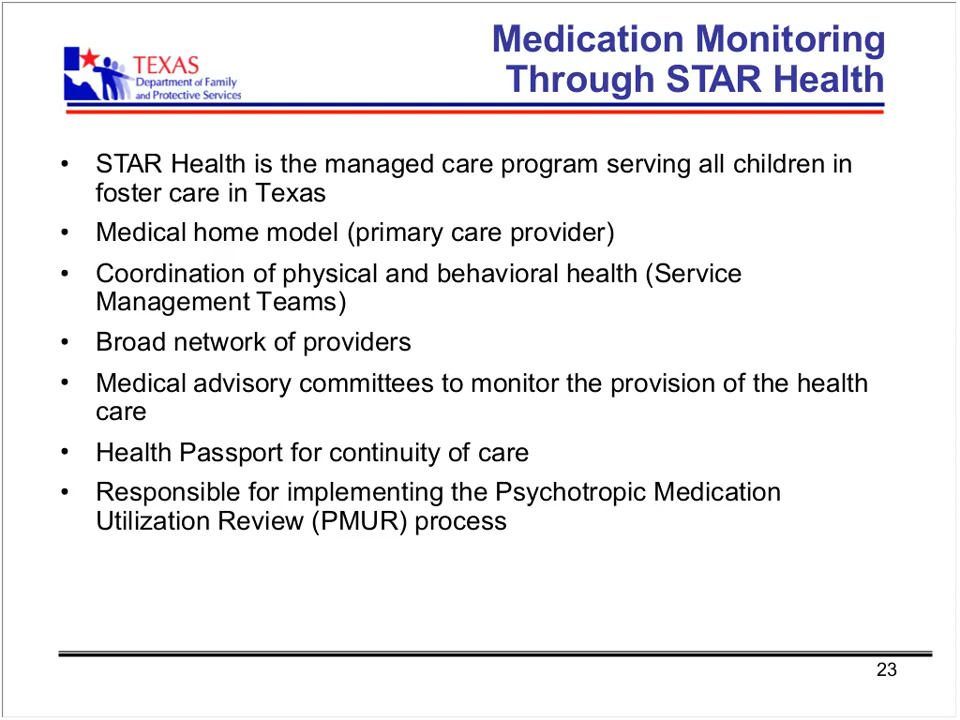 Medication Monitoring
Through STAR Health
TEXAS
Department of Family
and Protective Services
• STAR Health is the managed care program serving all children in
foster care in Texas
• Medical home model (primary care provider)
• Coordination of physical and behavioral health (Service
Management Teams)
• Broad network of providers
• Medical advisory committees to monitor the provision of the health
care
• Health Passport for continuity of care
• Responsible for implementing the Psychotropic Medication
Utilization Review (PMUR) process
23